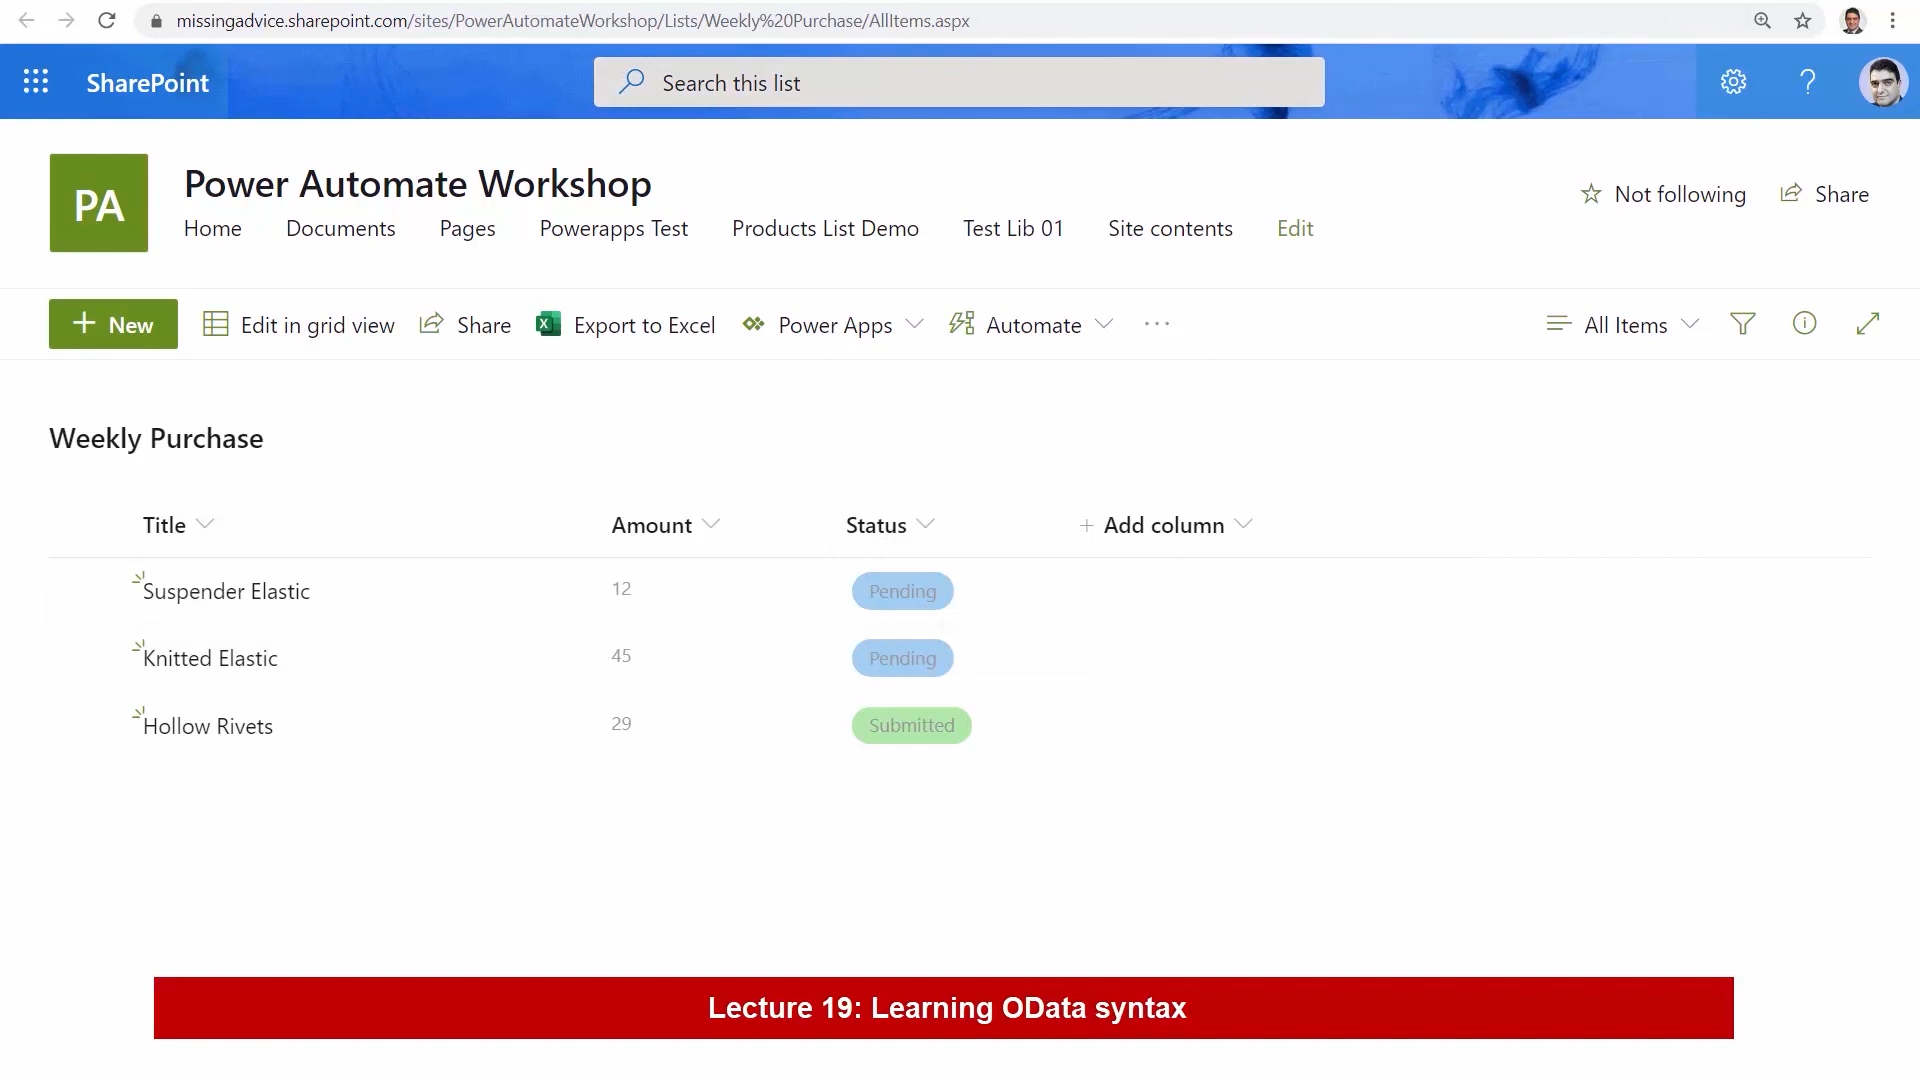 missingadvice.sharepoint.com/sites/PowerAutomateWorkshop/Lists/Weekly%20Purchase/AllItems.aspx
SharePoint
Search this list
PA
Power Automate Workshop
Not following
Share
Home Documents Pages Powerapps Test Products List Demo Test Lib 01 Site contents Edit
+ New Edit in grid view Share Export to Excel Power Apps Automate ··· All Items
Weekly Purchase
Title Amount Status + Add column
Suspender Elastic 12 Pending
Knitted Elastic 45 Pending
Hollow Rivets 29 Submitted
Lecture 19: Learning OData syntax